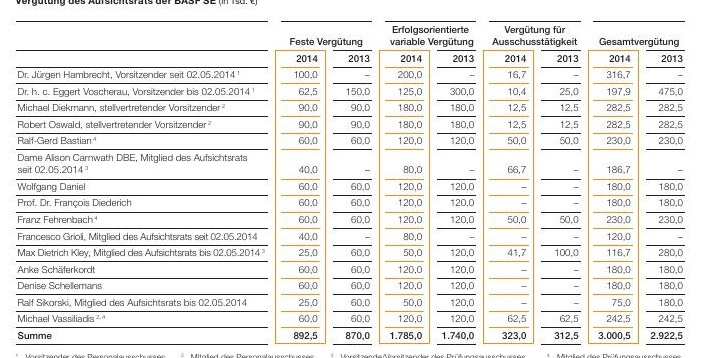 Vergütung des Aufsichtsrats der BASF SE (in Tsd. €)
Feste Vergütung Erfolgsorientierte variable Vergütung Vergütung für Ausschusstätigkeit Gesamtvergütung
2014 2013 2014 2013 2014 2013 2014 2013
Dr. Jürgen Hambrecht, Vorsitzender seit 02.05.2014 ¹ 100,0 – 200,0 – 16,7 – 316,7 –
Dr. h. c. Eggert Voscherau, Vorsitzender bis 02.05.2014 ¹ 62,5 150,0 125,0 300,0 10,4 25,0 197,9 475,0
Michael Diekmann, stellvertretender Vorsitzender ² 90,0 90,0 180,0 180,0 12,5 12,5 282,5 282,5
Robert Oswald, stellvertretender Vorsitzender ² 90,0 90,0 180,0 180,0 12,5 12,5 282,5 282,5
Ralf-Gerd Bastian ⁴ 60,0 60,0 120,0 120,0 50,0 50,0 230,0 230,0
Dame Alison Carnwath DBE, Mitglied des Aufsichtsrats
seit 02.05.2014 ³ 40,0 – 80,0 – 66,7 – 186,7 –
Wolfgang Daniel 60,0 60,0 120,0 120,0 – – 180,0 180,0
Prof. Dr. François Diederich 60,0 60,0 120,0 120,0 – – 180,0 180,0
Franz Fehrenbach ⁴ 60,0 60,0 120,0 120,0 50,0 50,0 230,0 230,0
Francesco Grioli, Mitglied des Aufsichtsrats seit 02.05.2014 40,0 – 80,0 – – – 120,0 –
Max Dietrich Kley, Mitglied des Aufsichtsrats bis 02.05.2014 ³ 25,0 60,0 50,0 120,0 41,7 100,0 116,7 280,0
Anke Schäferkordt 60,0 60,0 120,0 120,0 – – 180,0 180,0
Denise Schellemans 60,0 60,0 120,0 120,0 – – 180,0 180,0
Ralf Sikorski, Mitglied des Aufsichtsrats bis 02.05.2014 25,0 60,0 50,0 120,0 – – 75,0 180,0
Michael Vassiliadis ²˒⁴ 60,0 60,0 120,0 120,0 62,5 62,5 242,5 242,5
Summe 892,5 870,0 1.785,0 1.740,0 323,0 312,5 3.000,5 2.922,5
¹ Vorsitzender des Personalausschusses ² Mitglied des Personalausschusses ³ Vorsitzende/Vorsitzender des Prüfungsausschusses ⁴ Mitglied des Prüfungsausschusses